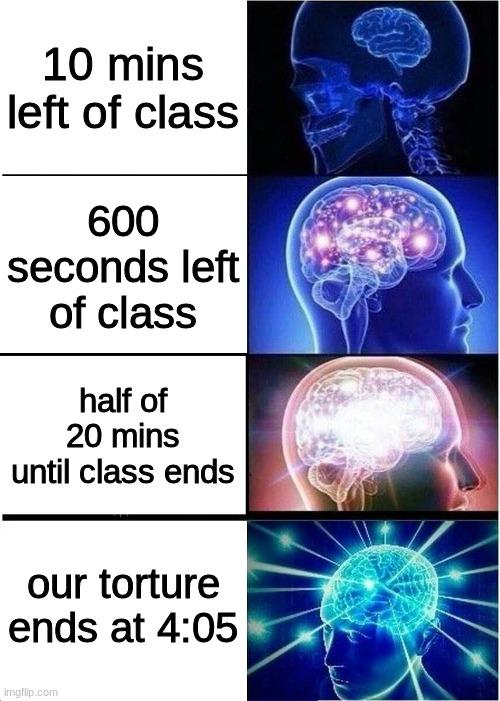 10 mins
left of class
600
seconds left
of class
half of
20 mins
until class ends
our torture
ends at 4:05
imgflip.com